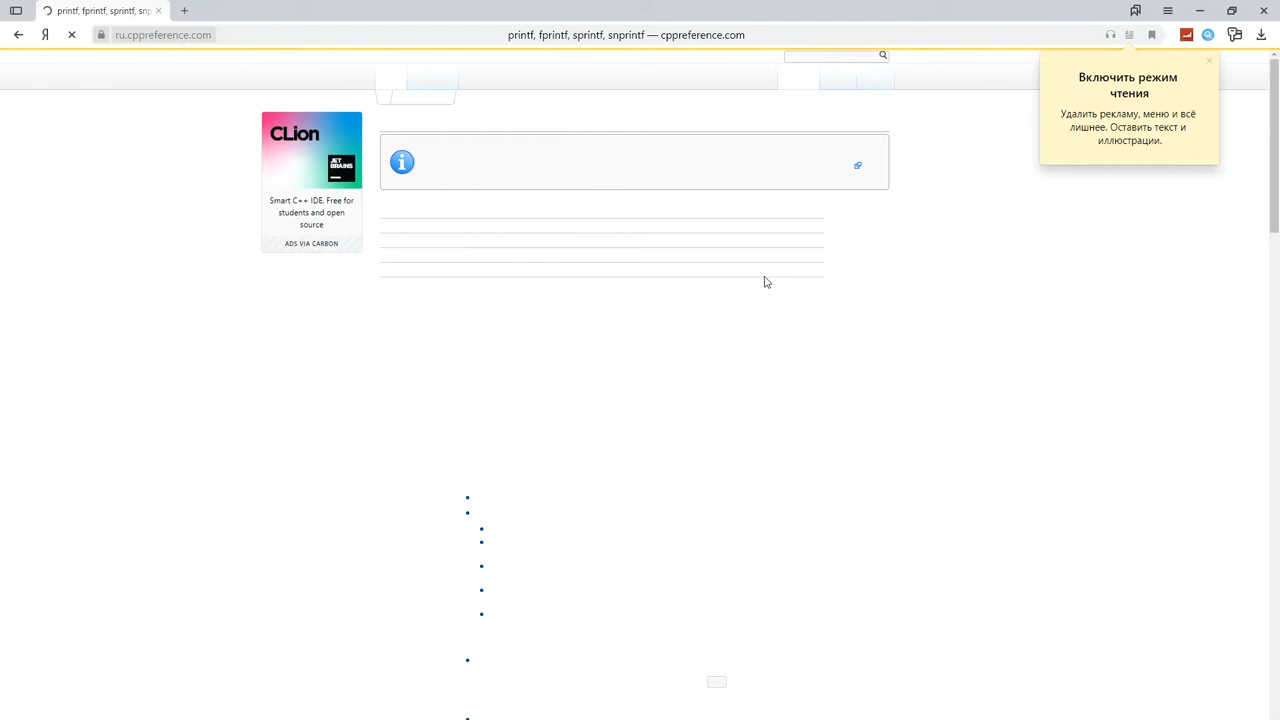 printf, fprintf, sprintf, snp
ru.cppreference.com
printf, fprintf, sprintf, snprintf — cppreference.com
Включить режим
чтения
Удалить рекламу, меню и всё
лишнее. Оставить текст и
иллюстрации.
CLion
JET
BRAINS
Smart C++ IDE. Free for
students and open
source
ADS VIA CARBON